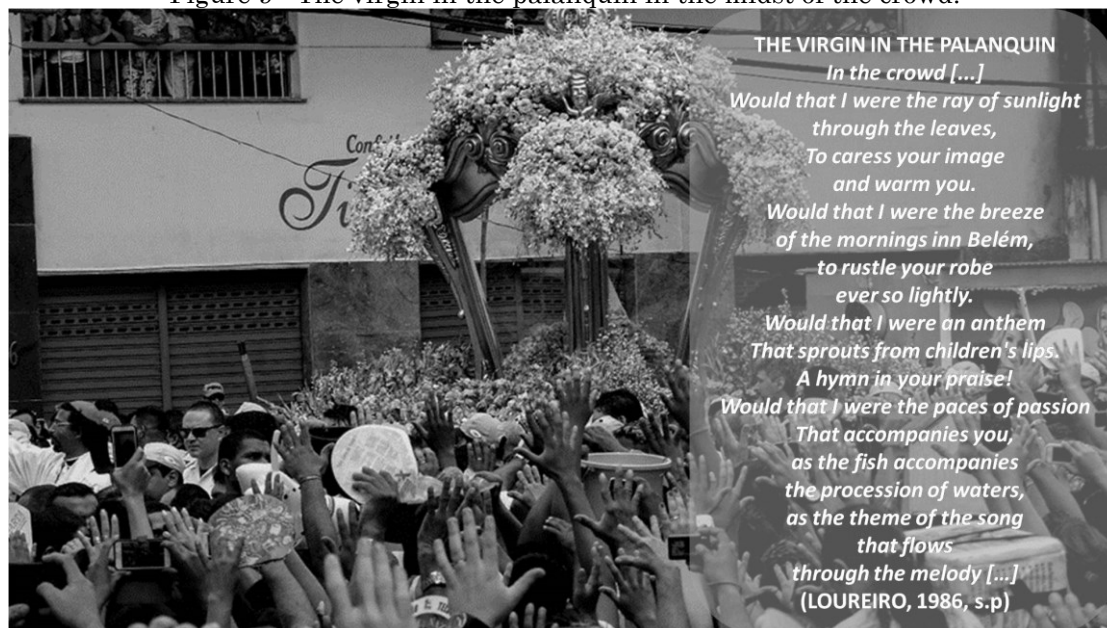 Figure - The virgin in the palanquin in the midst of the crowd.
Ti
THE VIRGIN IN THE PALANQUIN
In the crowd [...]
Would that I were the ray of sunlight
through the leaves,
To caress your image
and warm you.
Would that I were the breeze
of the mornings inn Belém,
to rustle your robe
ever so lightly.
Would that I were an anthem
That sprouts from children's lips.
A hymn in your praise!
Would that I were the paces of passion
That accompanies you,
as the fish accompanies
the procession of waters,
as the theme of the song
that flows
through the melody [...]
(LOUREIRO, 1986, s.p)